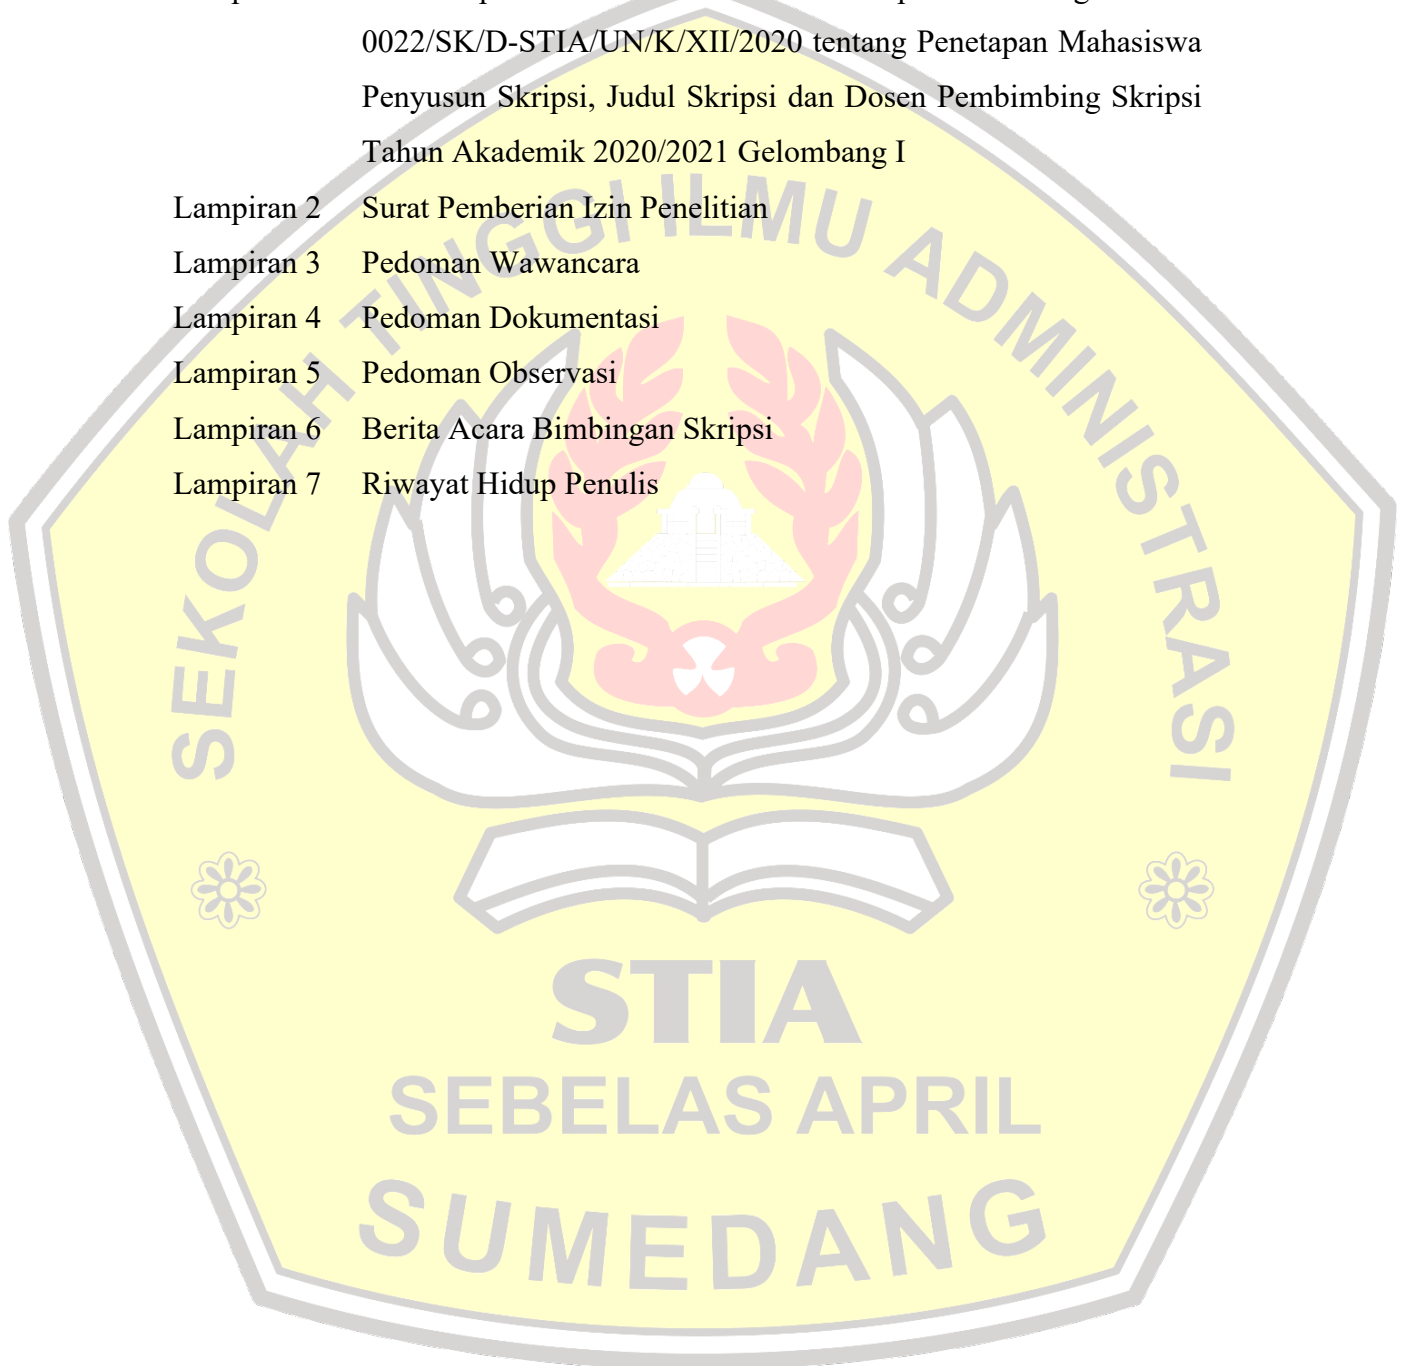 0022/SK/D-STIA/UN/K/XII/2020 tentang Penetapan Mahasiswa
Penyusun Skripsi, Judul Skripsi dan Dosen Pembimbing Skripsi
Tahun Akademik 2020/2021 Gelombang I
Lampiran 2 Surat Pemberian Izin Penelitian
Lampiran 3 Pedoman Wawancara
Lampiran 4 Pedoman Dokumentasi
Lampiran 5 Pedoman Observasi
Lampiran 6 Berita Acara Bimbingan Skripsi
Lampiran 7 Riwayat Hidup Penulis
SEKOLAH TINGGI ILMU ADMINISTRASI
STIA
SEBELAS APRIL
SUMEDANG